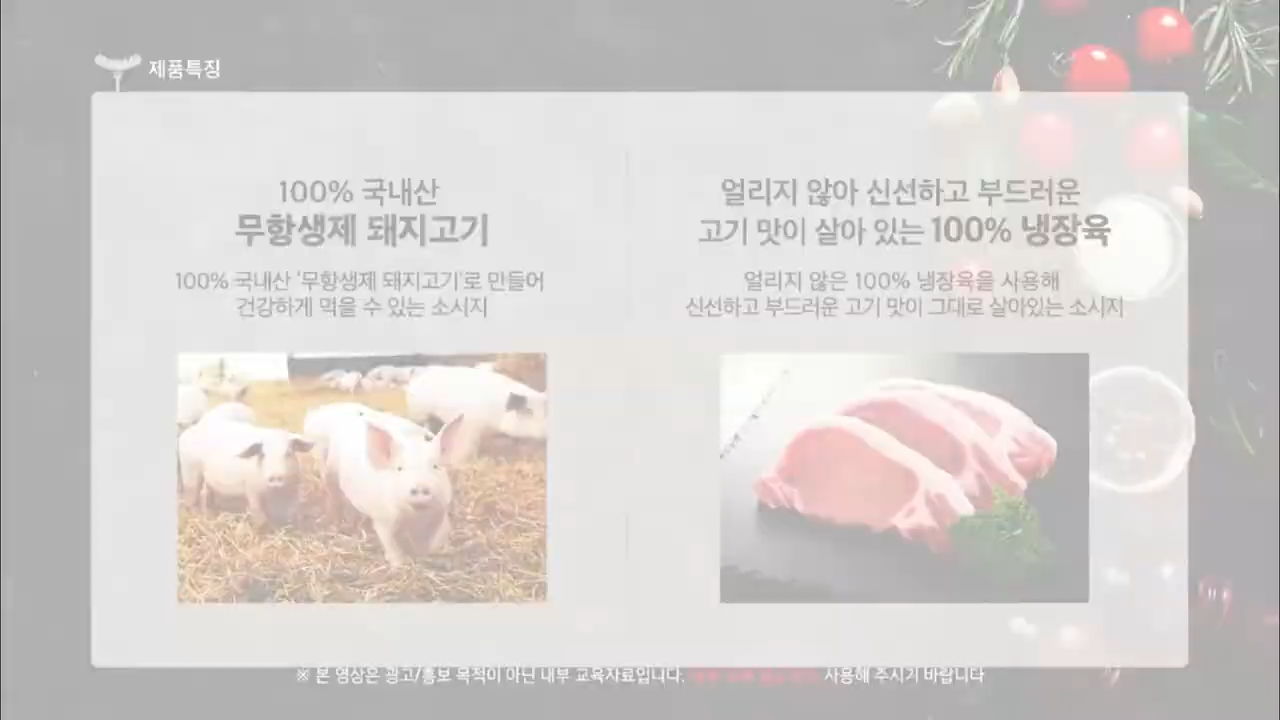 제품특징
100% 국내산
무항생제 돼지고기
100% 국내산 '무항생제 돼지고기'로 만들어
건강하게 먹을 수 있는 소시지
얼리지 않아 신선하고 부드러운
고기 맛이 살아 있는 100% 냉장육
얼리지 않은 100% 냉장육을 사용해
신선하고 부드러운 고기 맛이 그대로 살아있는 소시지
※ 본 영상은 광고/홍보 목적이 아닌 내부 교육자료입니다. 사용해 주시기 바랍니다